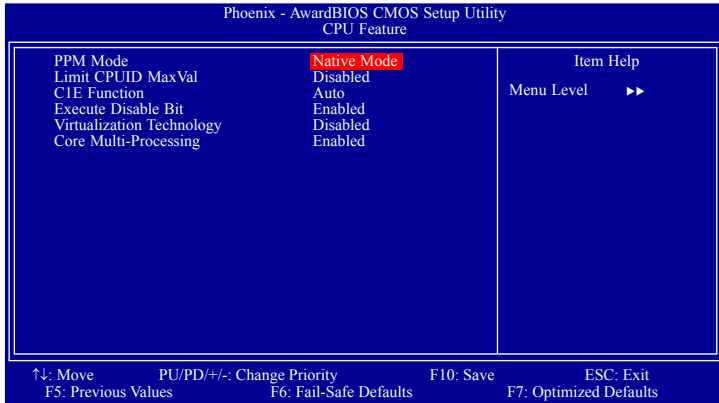 Phoenix - AwardBIOS CMOS Setup Utility
CPU Feature
PPM Mode Native Mode
Limit CPUID MaxVal Disabled
C1E Function Auto
Execute Disable Bit Enabled
Virtualization Technology Disabled
Core Multi-Processing Enabled
Item Help
Menu Level ▶▶
↑↓: Move PU/PD/+/-: Change Priority F10: Save ESC: Exit
F5: Previous Values F6: Fail-Safe Defaults F7: Optimized Defaults